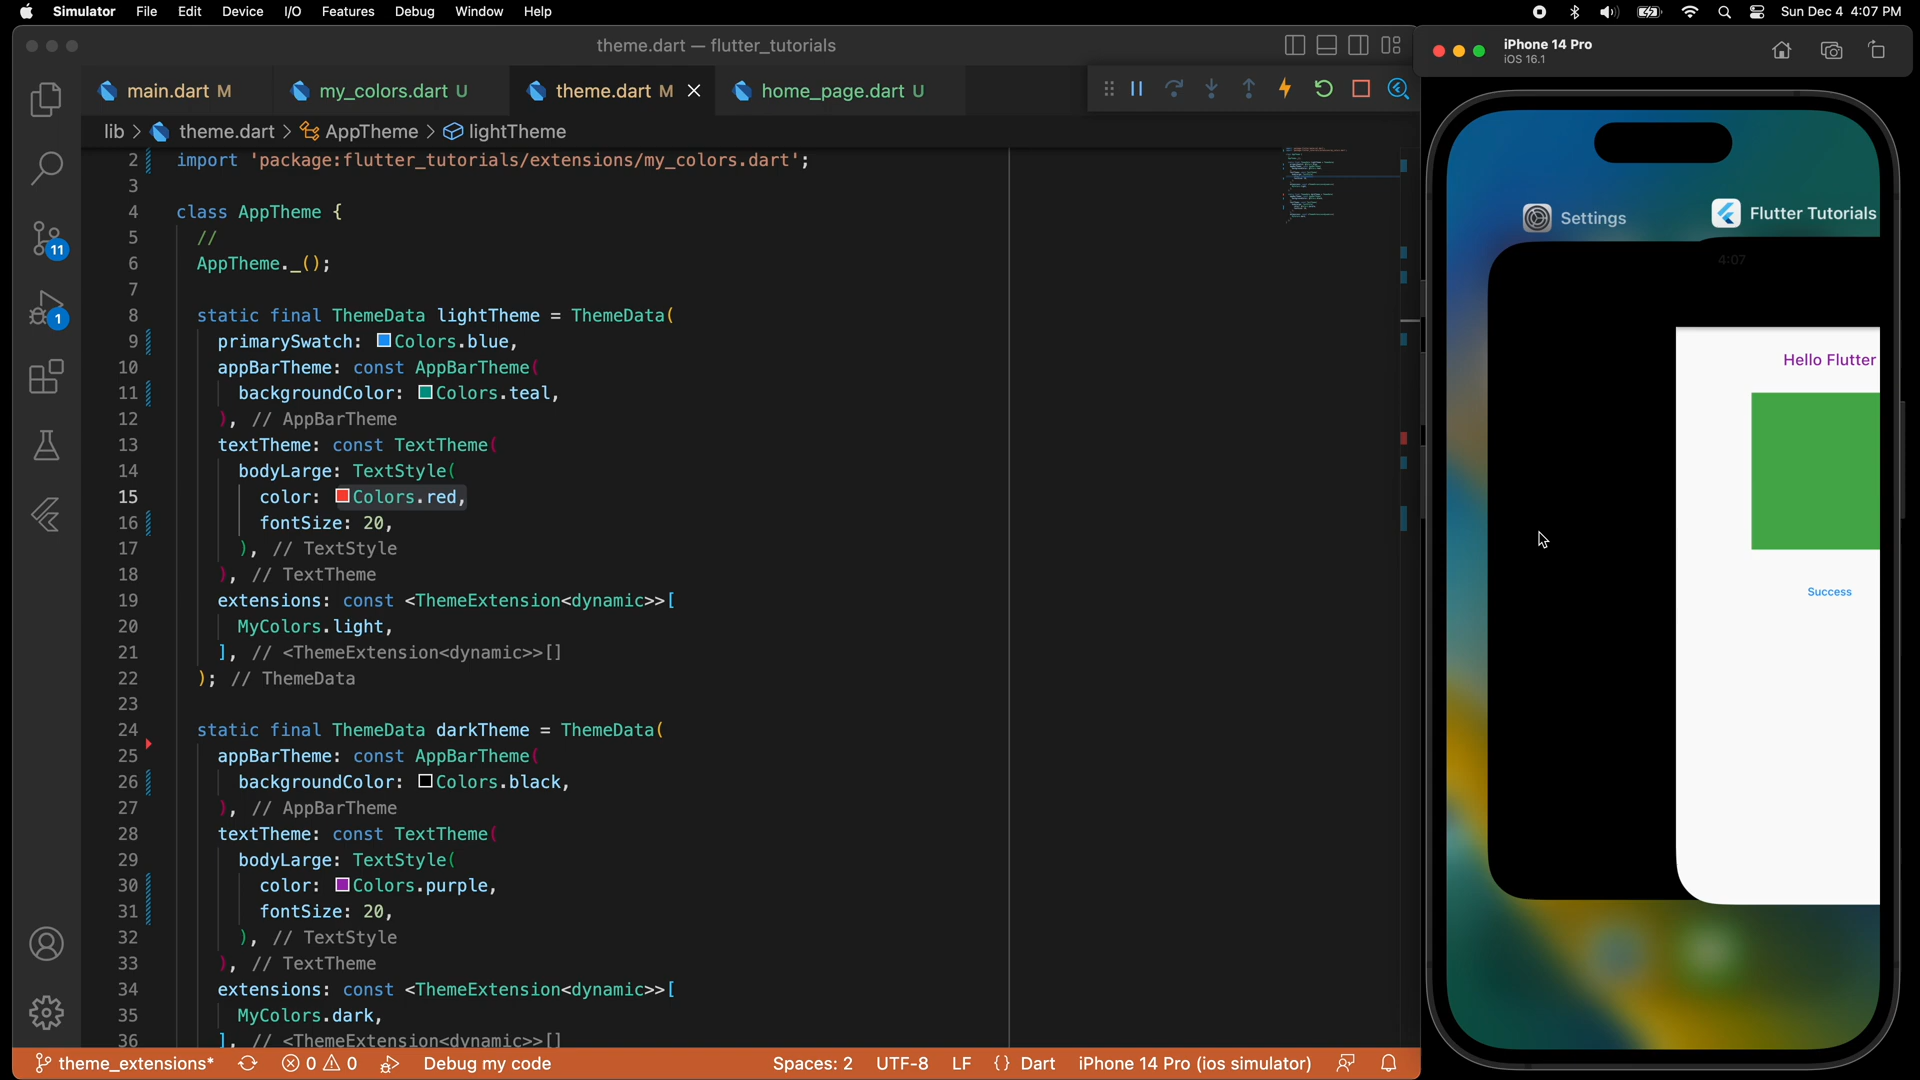 Simulator File Edit Device I/O Features Debug Window Help
Sun Dec 4 4:07 PM
theme.dart — flutter_tutorials
main.dart M
my_colors.dart U
theme.dart M
home_page.dart U
lib > theme.dart > AppTheme > lightTheme
2 import 'package:flutter_tutorials/extensions/my_colors.dart';
3
4 class AppTheme {
5 //
6 AppTheme._();
7
8 static final ThemeData lightTheme = ThemeData(
9 primarySwatch: Colors.blue,
10 appBarTheme: const AppBarTheme(
11 backgroundColor: Colors.teal,
12 ), // AppBarTheme
13 textTheme: const TextTheme(
14 bodyLarge: TextStyle(
15 color: Colors.red,
16 fontSize: 20,
17 ), // TextStyle
18 ), // TextTheme
19 extensions: const <ThemeExtension<dynamic>>[
20 MyColors.light,
21 ], // <ThemeExtension<dynamic>>[]
22 ); // ThemeData
23
24 static final ThemeData darkTheme = ThemeData(
25 appBarTheme: const AppBarTheme(
26 backgroundColor: Colors.black,
27 ), // AppBarTheme
28 textTheme: const TextTheme(
29 bodyLarge: TextStyle(
30 color: Colors.purple,
31 fontSize: 20,
32 ), // TextStyle
33 ), // TextTheme
34 extensions: const <ThemeExtension<dynamic>>[
35 MyColors.dark,
36 ], // <ThemeExtension<dynamic>>[]
11
1
theme_extensions* 0 0 Debug my code
Spaces: 2 UTF-8 LF {} Dart iPhone 14 Pro (ios simulator)
iPhone 14 Pro
iOS 16.1
Settings
Flutter Tutorials
4:07
Hello Flutter
Success